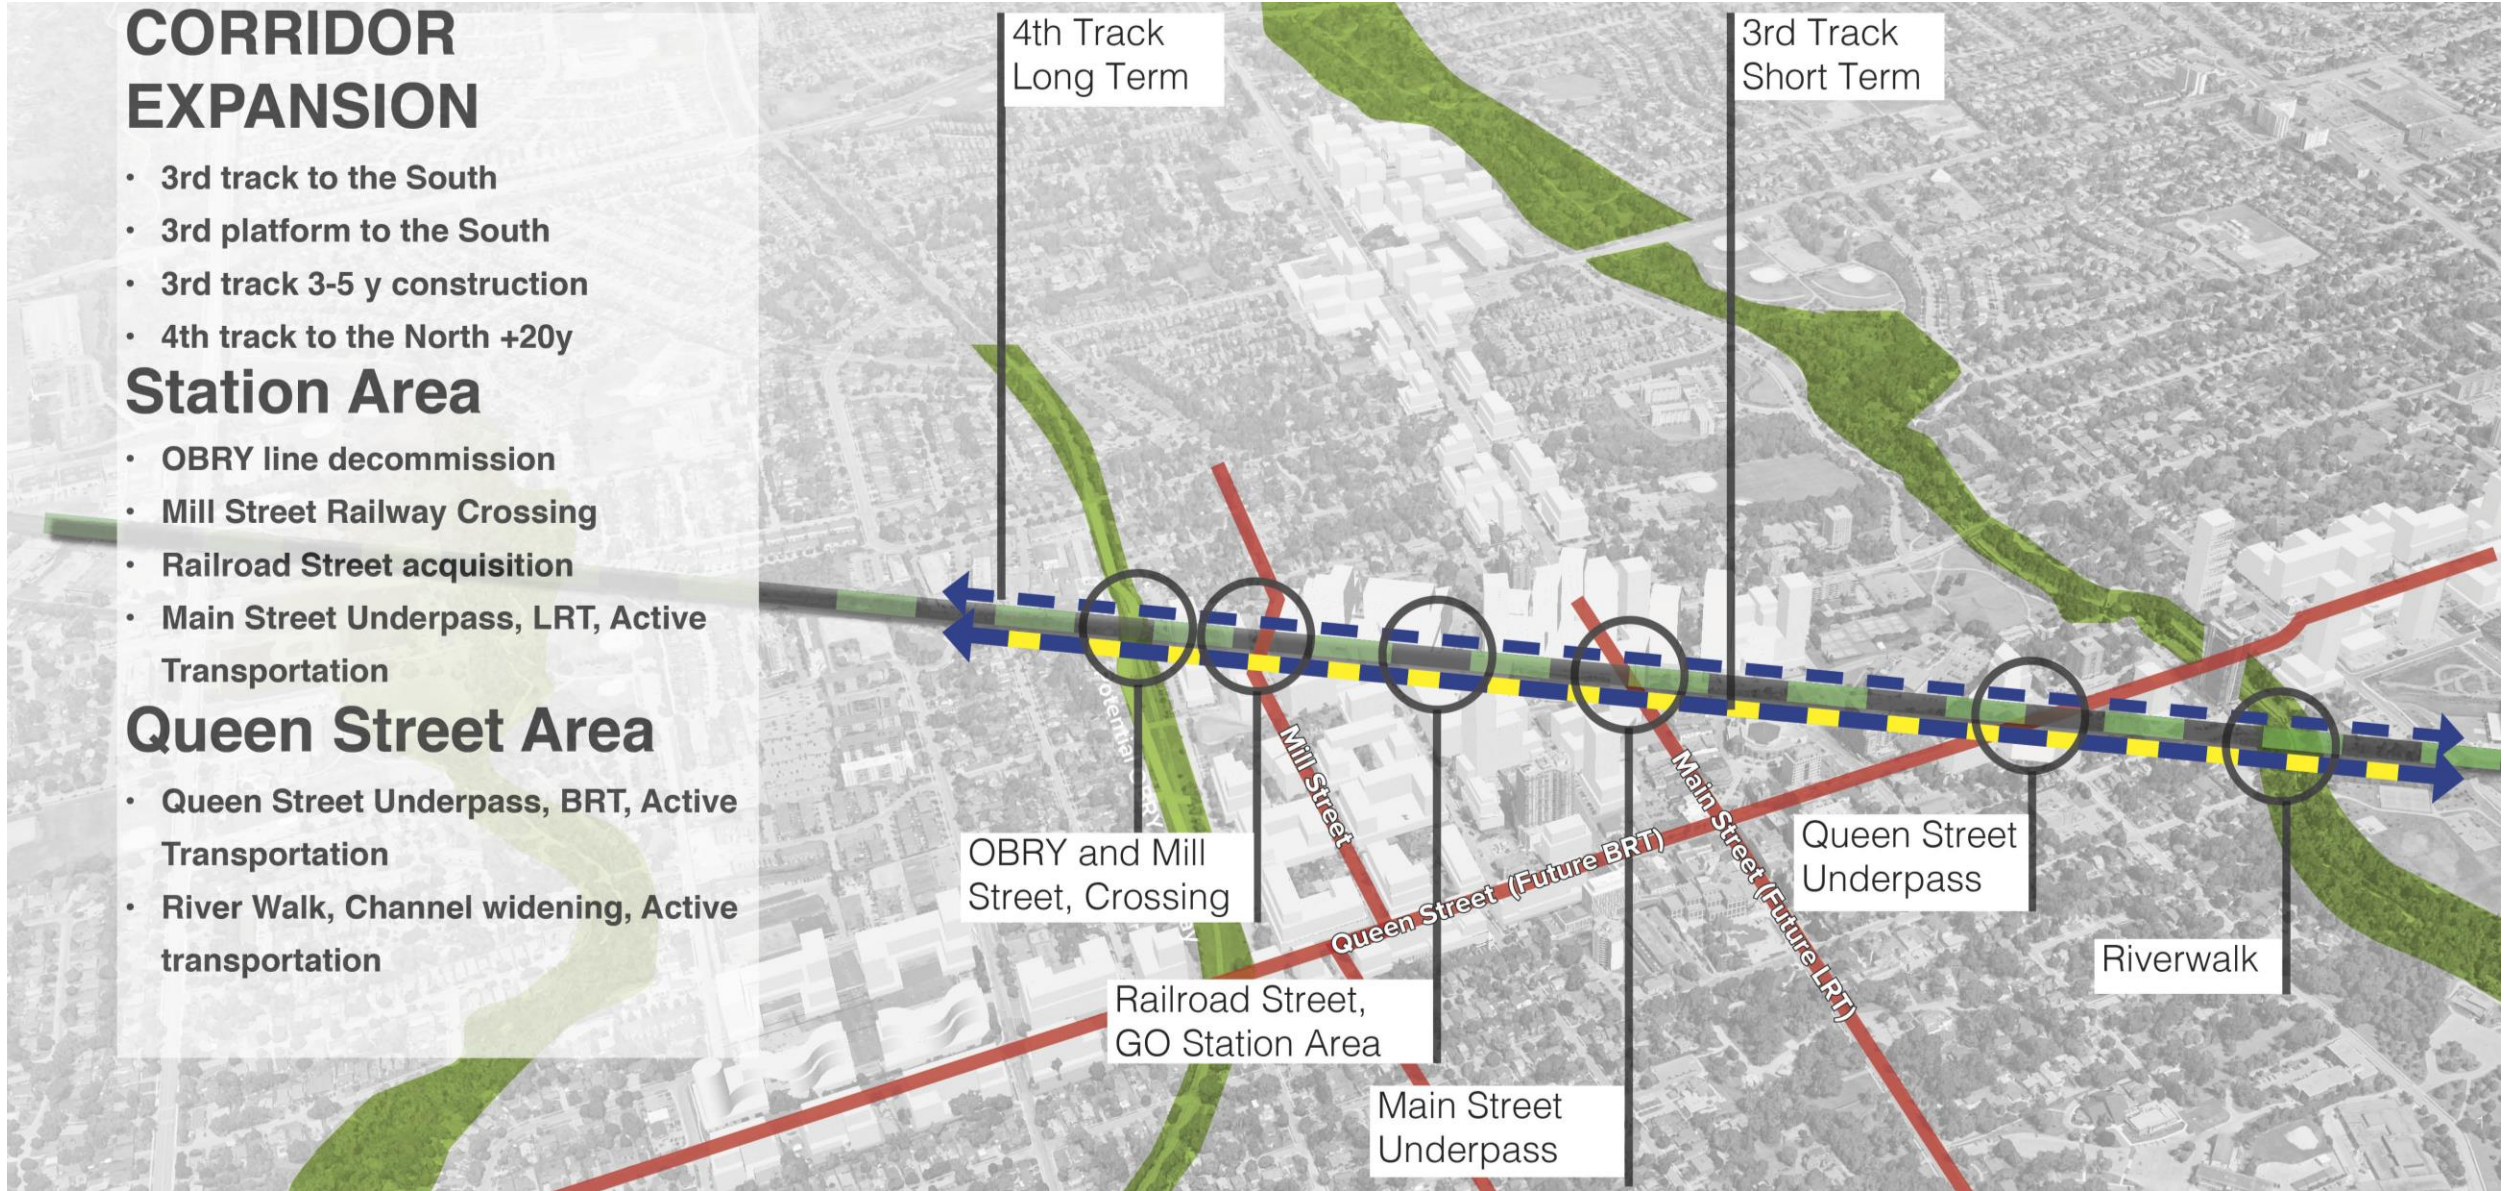 CORRIDOR
EXPANSION
• 3rd track to the South
• 3rd platform to the South
• 3rd track 3-5 y construction
• 4th track to the North +20y
Station Area
• OBRY line decommission
• Mill Street Railway Crossing
• Railroad Street acquisition
• Main Street Underpass, LRT, Active
Transportation
Queen Street Area
• Queen Street Underpass, BRT, Active
Transportation
• River Walk, Channel widening, Active
transportation
4th Track
Long Term
3rd Track
Short Term
Mill Street
Main Street (Future LRT)
Queen Street (Future BRT)
OBRY and Mill
Street, Crossing
Queen Street
Underpass
Riverwalk
Railroad Street,
GO Station Area
Main Street
Underpass